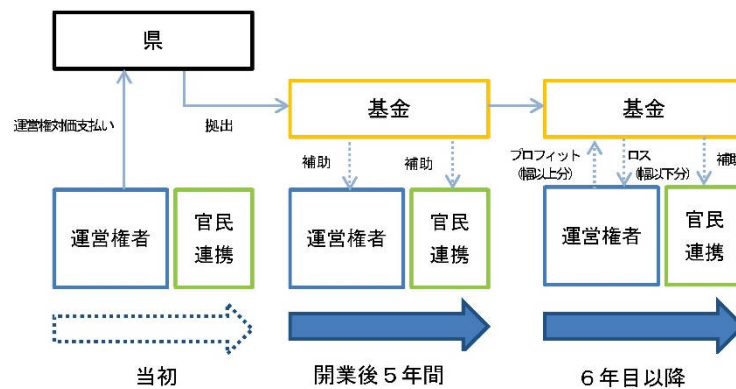 県
運営権対価支払い
拠出
基金
基金
補助
補助
プロフィット
(幅以上分)
ロス
(幅以下分)
補助
運営権者
官民
連携
運営権者
官民
連携
運営権者
官民
連携
当初
開業後５年間
６年目以降